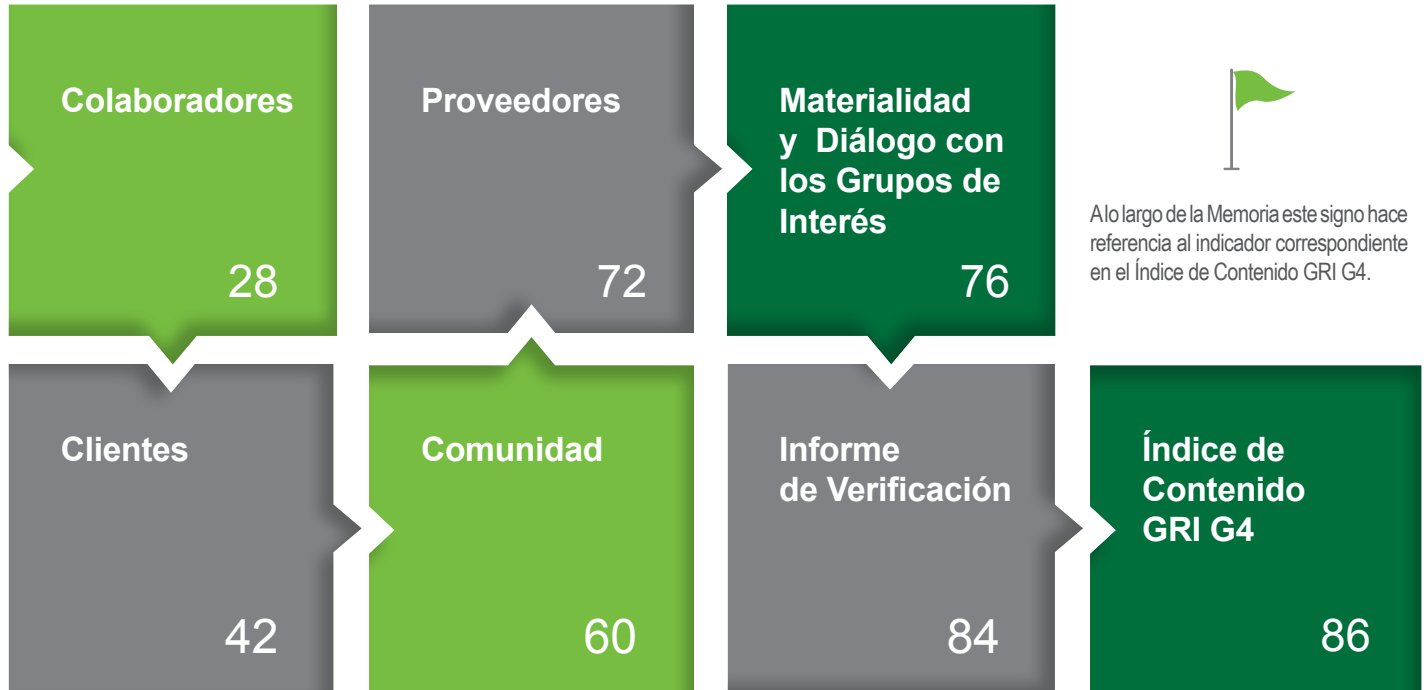 Colaboradores
28
Clientes
42
Comunidad
60
Proveedores
72
Materialidad
y Diálogo con
los Grupos de
Interés
76
Informe
de Verificación
84
Índice de
Contenido
GRI G4
86
A lo largo de la Memoria este signo hace
referencia al indicador correspondiente
en el Índice de Contenido GRI G4.